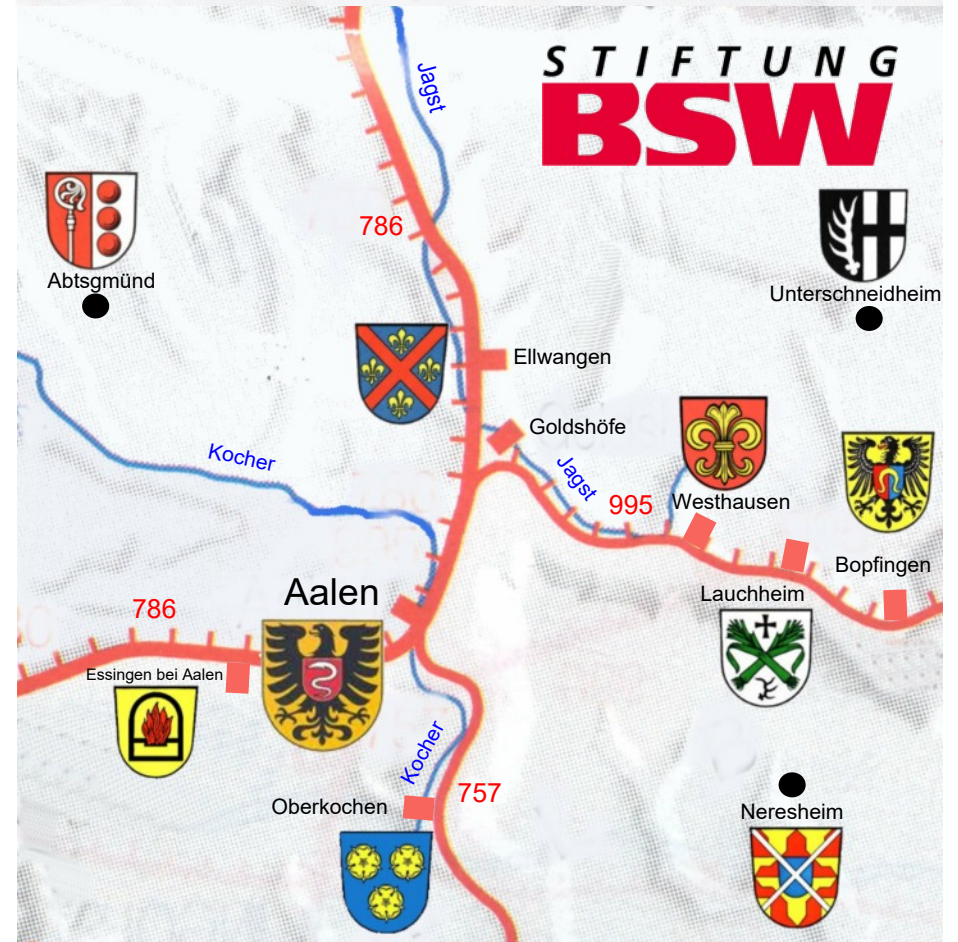 STIFTUNG
BSW
Jagst
786
Abtsgmünd
Unterschneidheim
Ellwangen
Goldshöfe
Kocher
Jagst
995
Westhausen
Bopfingen
Aalen
786
Lauchheim
Essingen bei Aalen
Kocher
757
Oberkochen
Neresheim